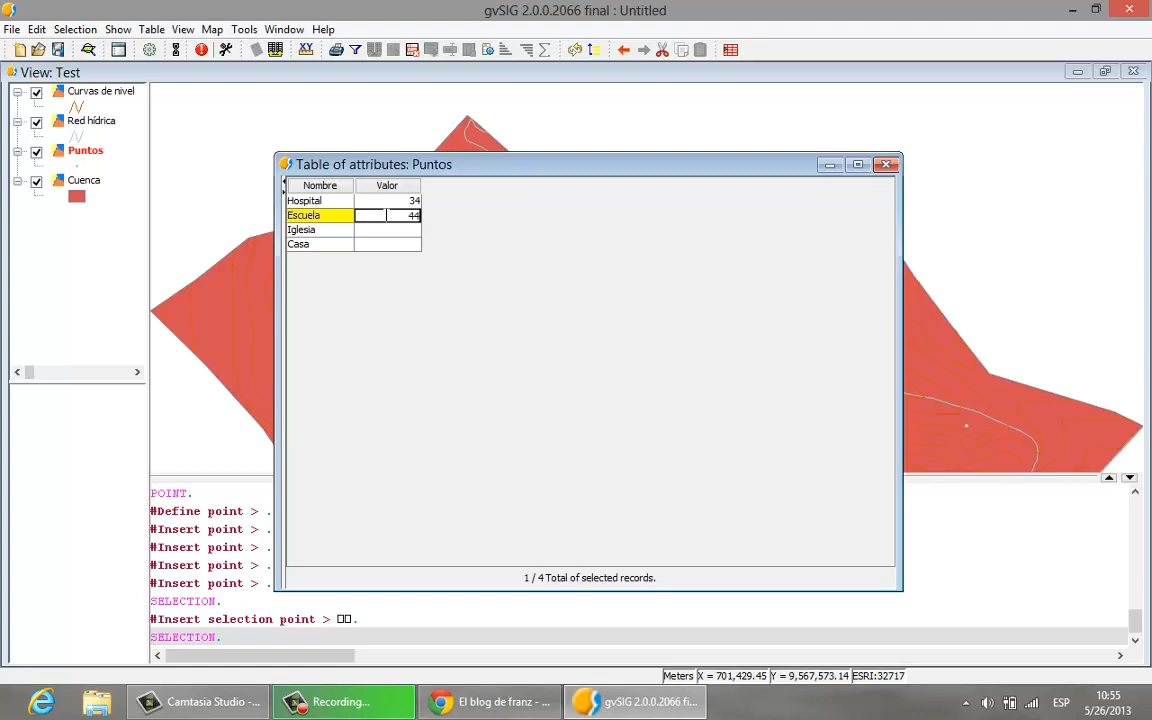 gvSIG 2.0.0.2066 final : Untitled
File Edit Selection Show Table View Map Tools Window Help
View: Test
Curvas de nivel
Red hídrica
Puntos
Cuenca
Table of attributes: Puntos
Nombre Valor
Hospital 34
Escuela 44
Iglesia
Casa
1 / 4 Total of selected records.
POINT.
#Define point > .
#Insert point > .
#Insert point > .
#Insert point > .
#Insert point > .
SELECTION.
#Insert selection point > □□.
SELECTION.
Meters X = 701,429.45 Y = 9,567,573.14 ESRI:32717
Camtasia Studio -... Recording... El blog de franz - ... gvSIG 2.0.0.2066 fi... ESP 10:55
5/26/2013